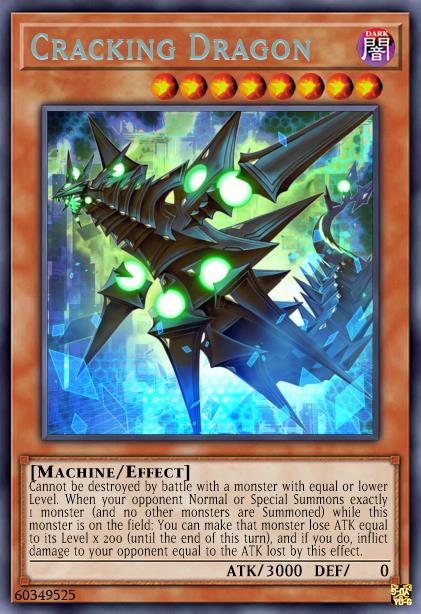 CRACKING DRAGON
DARK
闇
[MACHINE/EFFECT]
Cannot be destroyed by battle with a monster with equal or lower
Level. When your opponent Normal or Special Summons exactly
1 monster (and no other monsters are Summoned) while this
monster is on the field: You can make that monster lose ATK equal
to its Level x 200 (until the end of this turn), and if you do, inflict
damage to your opponent equal to the ATK lost by this effect.
ATK/3000 DEF/ 0
60349525